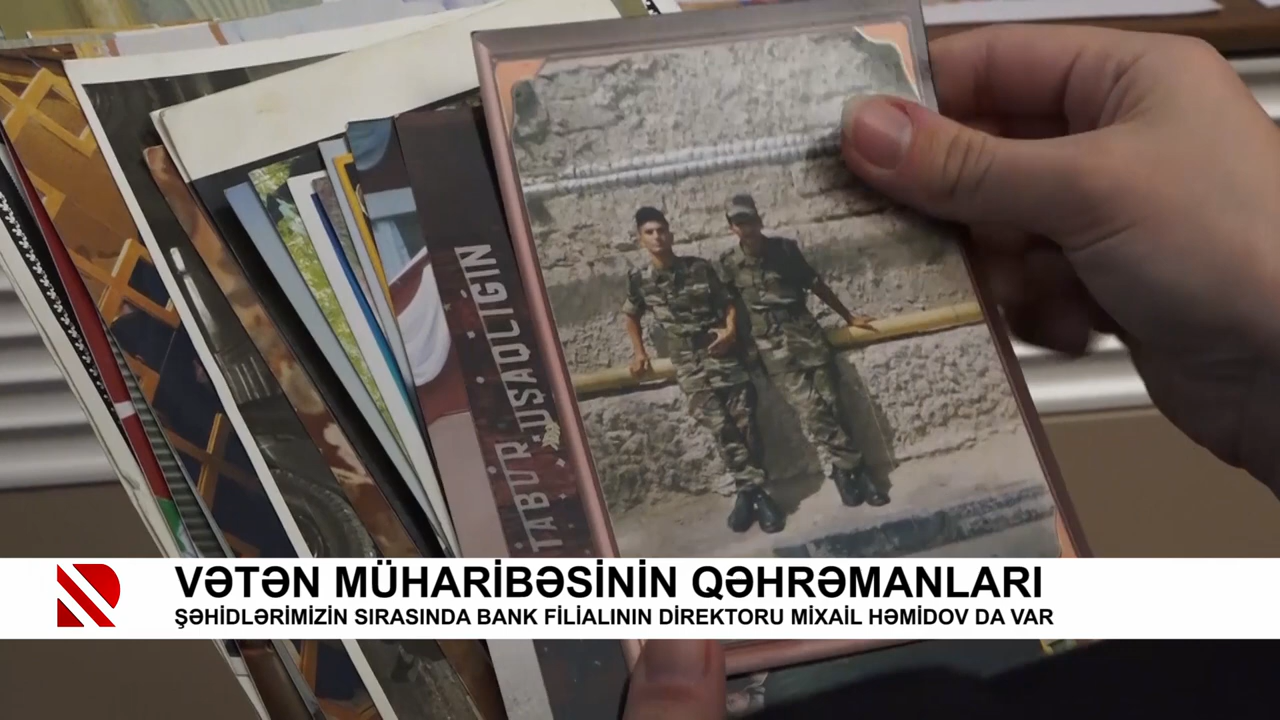 TABUR UŞAQLIĞIN
VƏTƏN MÜHARİBƏSİNİN QƏHRƏMANLARI
ŞƏHİDLƏRİMİZİN SIRASINDA BANK FİLİALININ DİREKTORU MİXAİL HƏMİDOV DA VAR